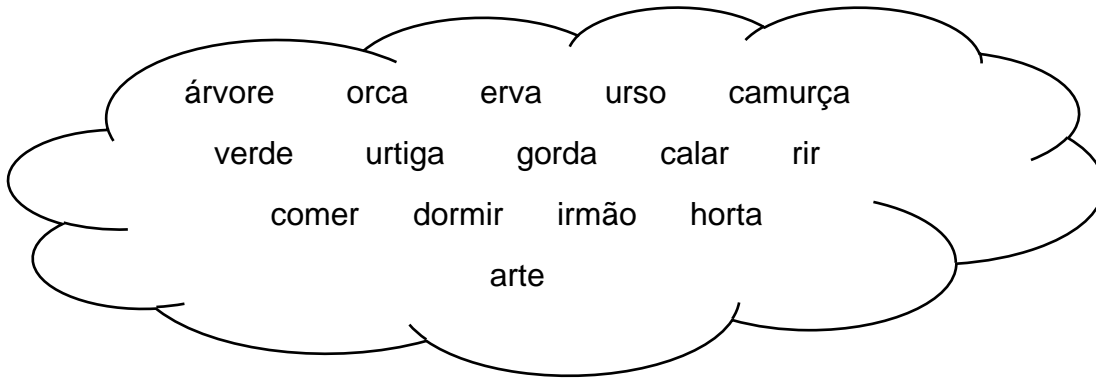 árvore orca erva urso camurça
verde urtiga gorda calar rir
comer dormir irmão horta
arte